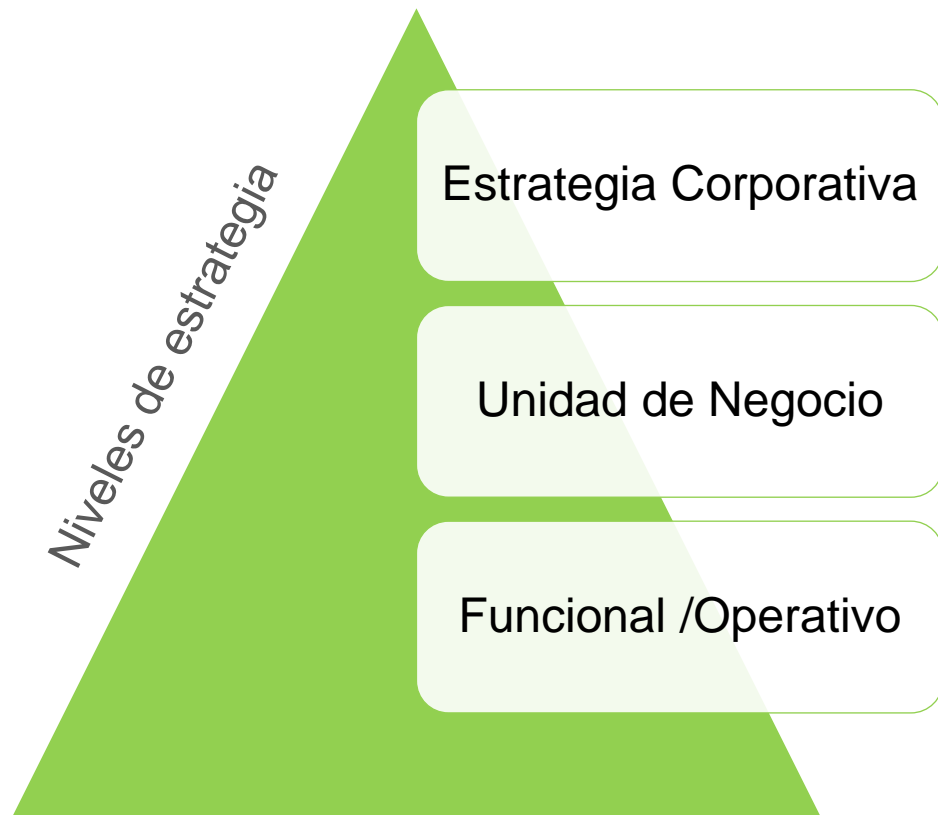 Niveles de estrategia
Estrategia Corporativa
Unidad de Negocio
Funcional /Operativo